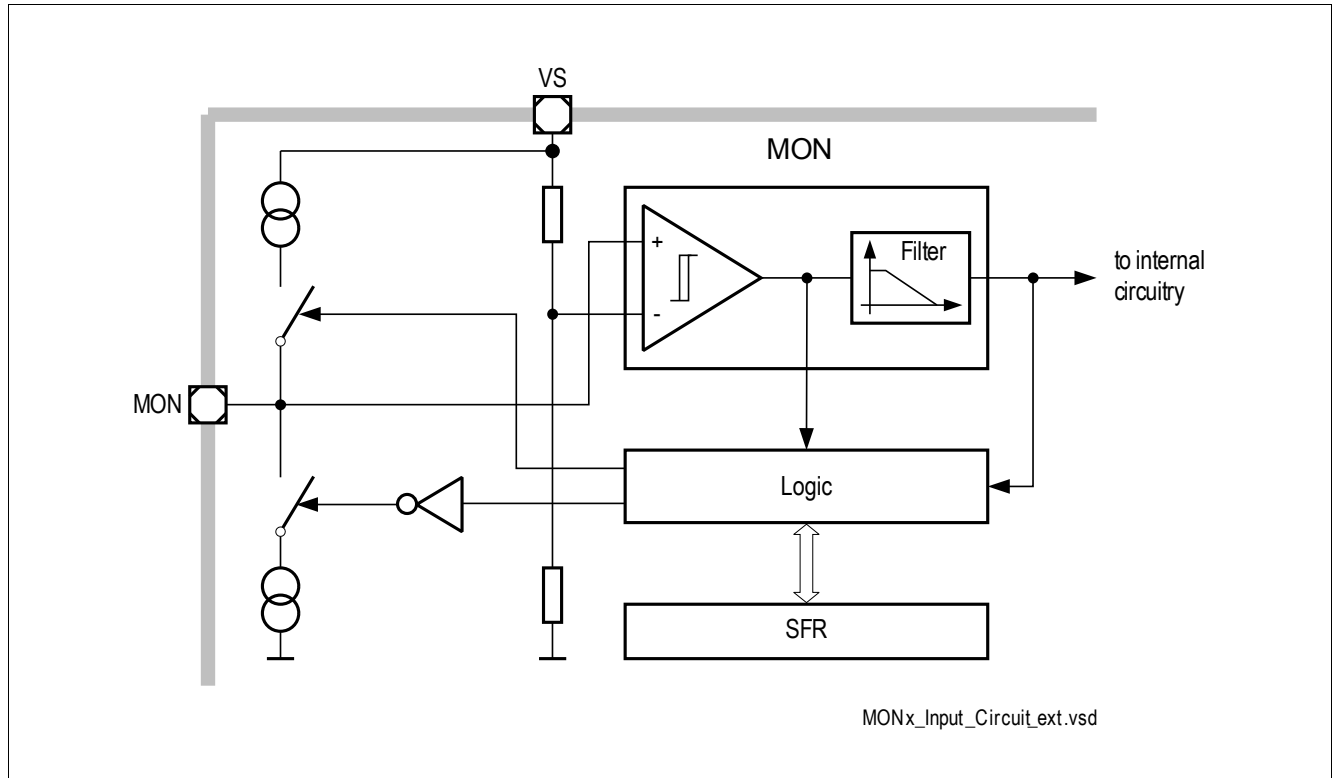 VS
MON
+
Filter
-
to internal
circuitry
MON
Logic
SFR
MONx_Input_Circuit_ext.vsd